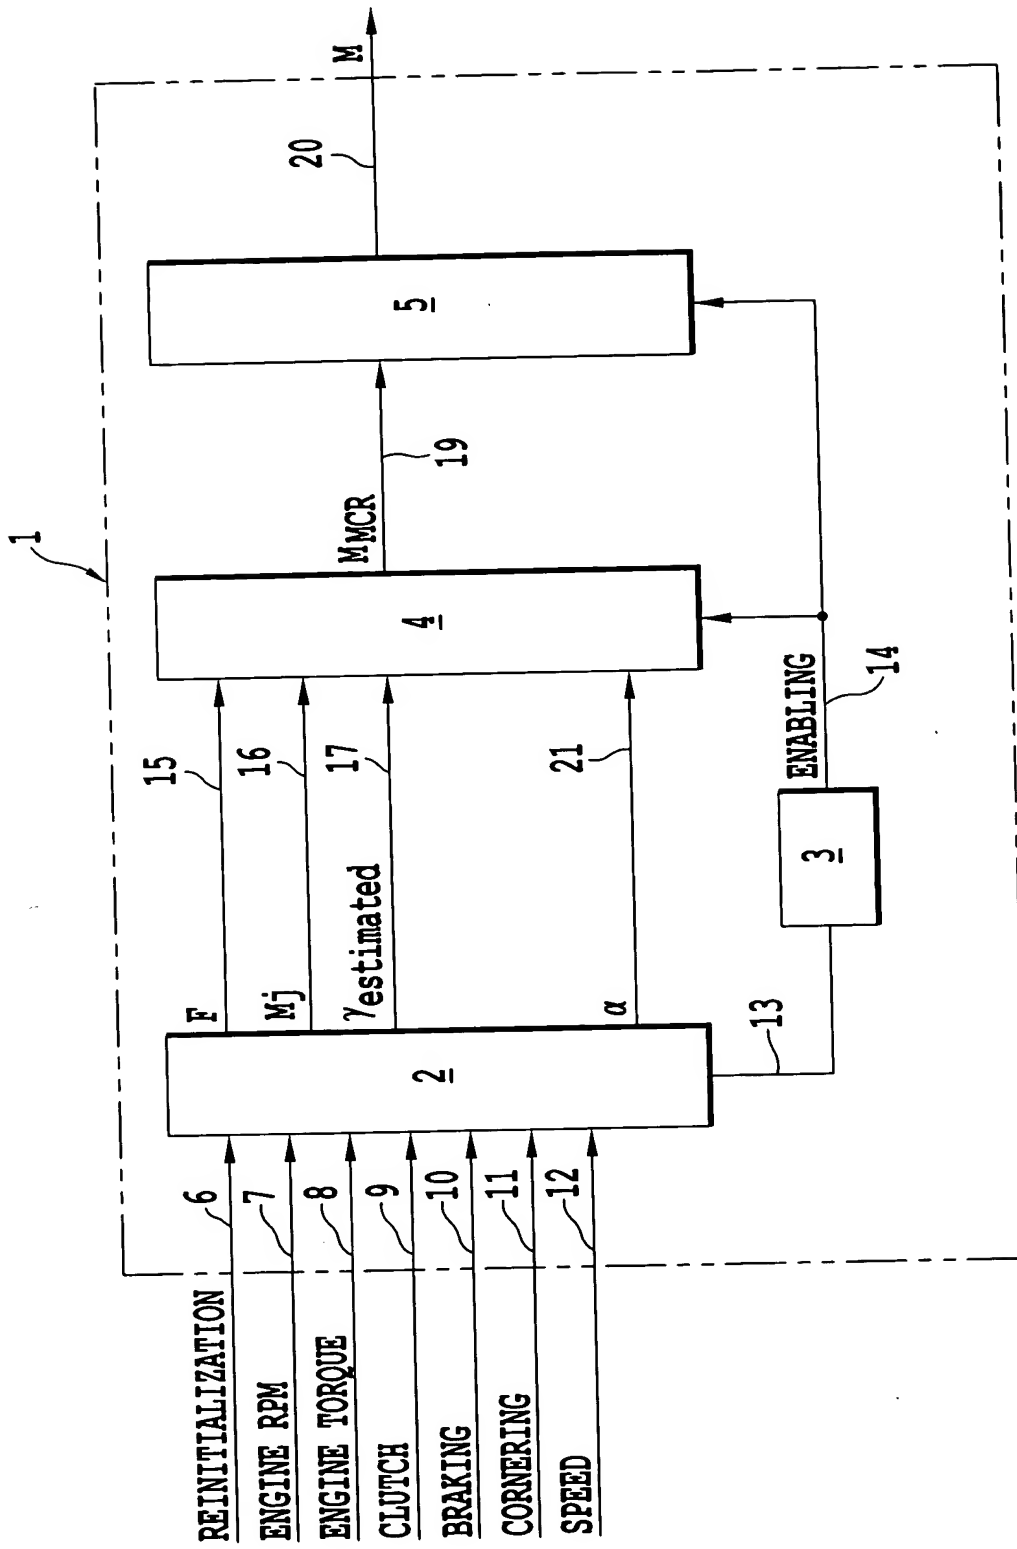 1
REINITIALIZATION
6
ENGINE RPM
7
ENGINE TORQUE
8
CLUTCH
9
BRAKING
10
CORNERING
11
SPEED
12
2
F
15
Mj
16
γestimated
17
α
21
13
3
ENABLING
14
4
MMCR
19
5
20
M